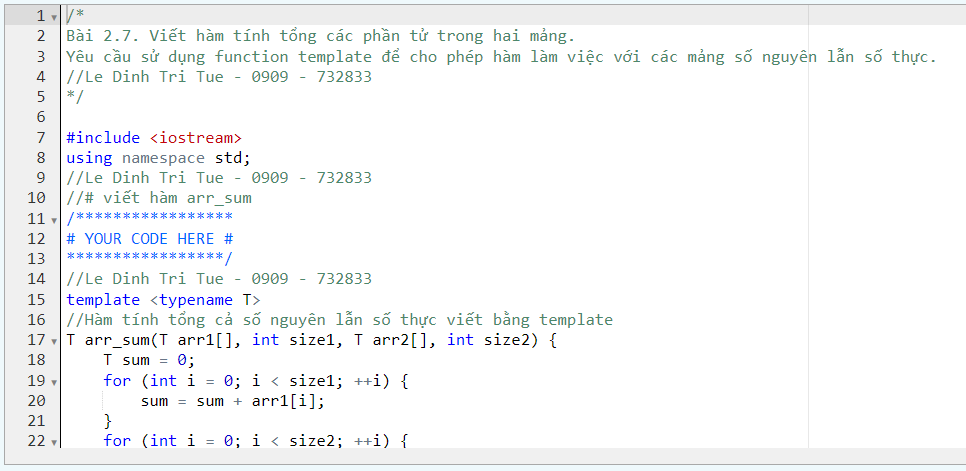 1 /*
2 Bài 2.7. Viết hàm tính tổng các phần tử trong hai mảng.
3 Yêu cầu sử dụng function template để cho phép hàm làm việc với các mảng số nguyên lẫn số thực.
4 //Le Dinh Tri Tue - 0909 - 732833
5 */
6
7 #include <iostream>
8 using namespace std;
9 //Le Dinh Tri Tue - 0909 - 732833
10 //# viết hàm arr_sum
11 /*****************
12 # YOUR CODE HERE #
13 *****************/
14 //Le Dinh Tri Tue - 0909 - 732833
15 template <typename T>
16 //Hàm tính tổng cả số nguyên lẫn số thực viết bằng template
17 T arr_sum(T arr1[], int size1, T arr2[], int size2) {
18     T sum = 0;
19     for (int i = 0; i < size1; ++i) {
20         sum = sum + arr1[i];
21     }
22     for (int i = 0; i < size2; ++i) {